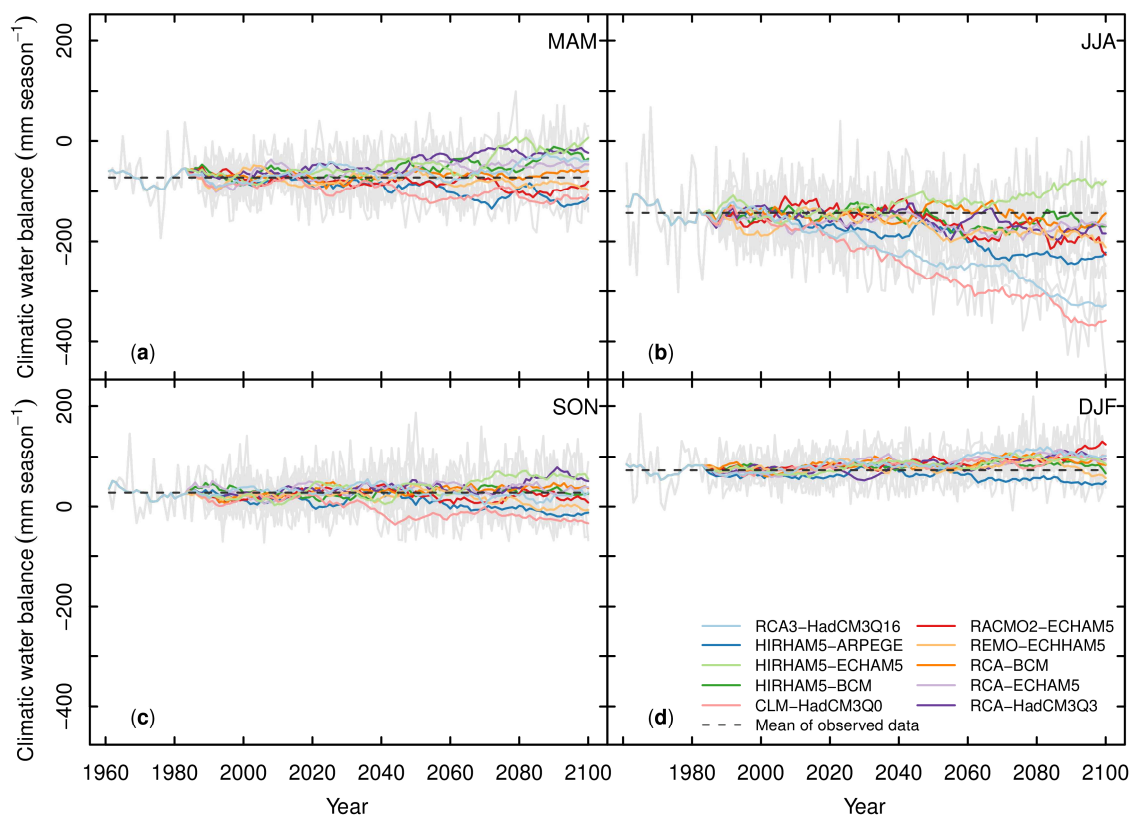 MAM
JJA
Climatic water balance (mm season⁻¹)
200
0
−200
−400
(a)
(b)
SON
DJF
Climatic water balance (mm season⁻¹)
200
0
−200
−400
RCA3−HadCM3Q16
HIRHAM5−ARPEGE
HIRHAM5−ECHAM5
HIRHAM5−BCM
CLM−HadCM3Q0
Mean of observed data
RACMO2−ECHAM5
REMO−ECHHAM5
RCA−BCM
RCA−ECHAM5
RCA−HadCM3Q3
(c)
(d)
1960 1980 2000 2020 2040 2060 2080 2100
1980 2000 2020 2040 2060 2080 2100
Year
Year